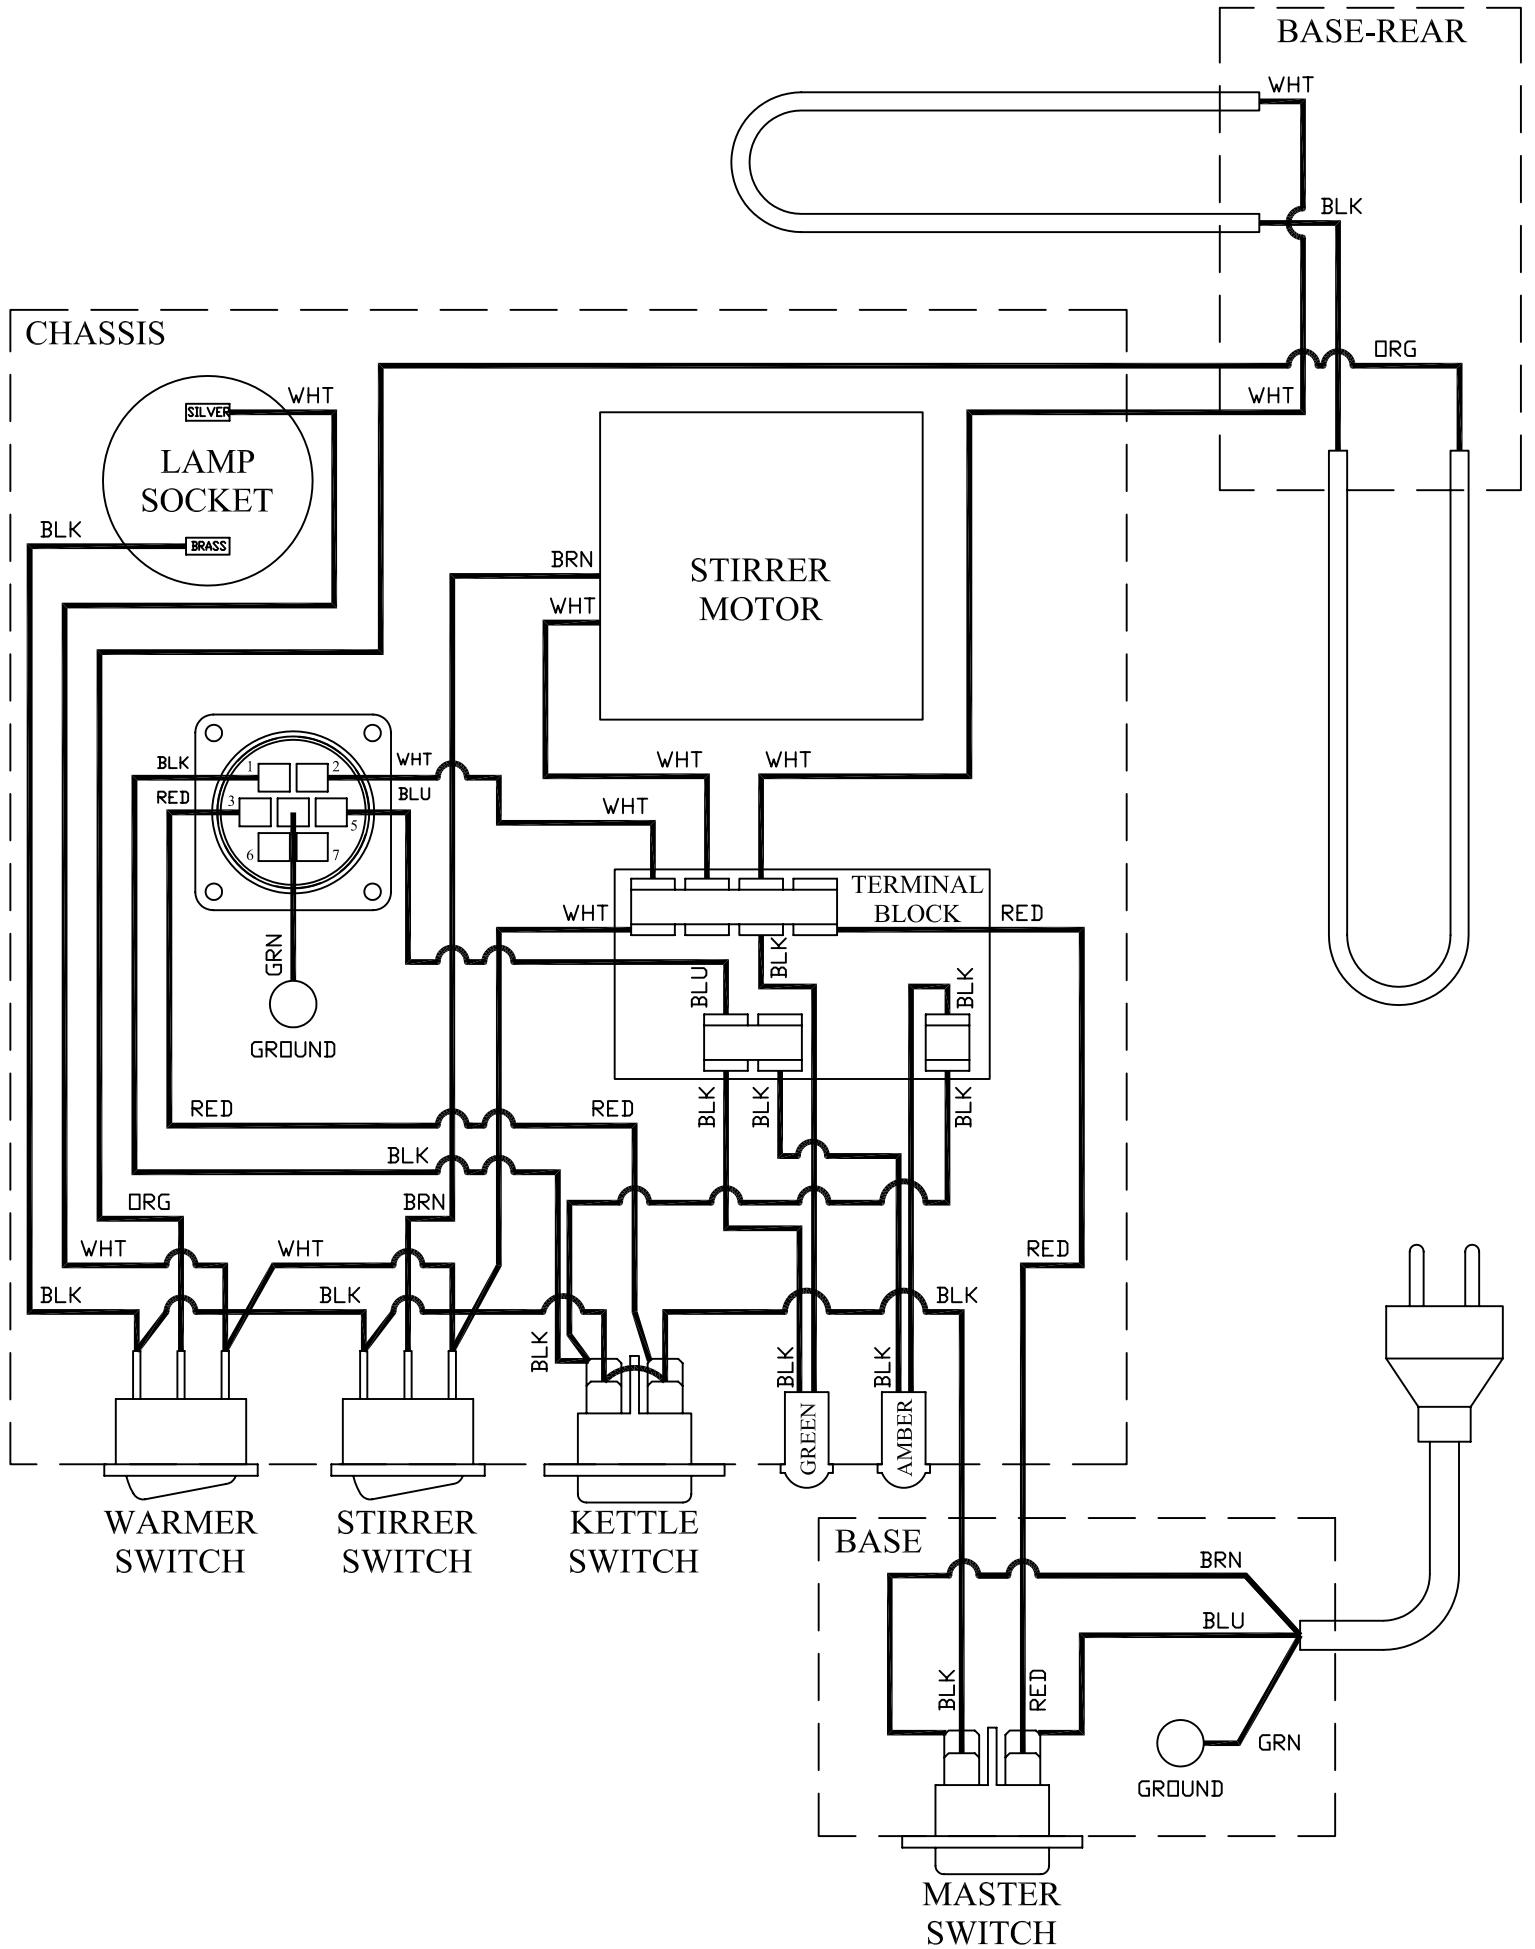 BASE-REAR
WHT
BLK
CHASSIS
ORG
WHT
WHT
SILVER
LAMP
SOCKET
BLK
BRASS
BRN
STIRRER
MOTOR
WHT
WHT
WHT
WHT
BLK
1
2
BLU
RED
3
5
WHT
6
7
TERMINAL
BLOCK
WHT
RED
GRN
BLK
BLU
BLK
GROUND
RED
RED
BLK
BLK
BLK
BLK
ORG
BRN
WHT
WHT
RED
BLK
BLK
BLK
BLK
BLK
BLK
GREEN
AMBER
WARMER
SWITCH
STIRRER
SWITCH
KETTLE
SWITCH
BASE
BRN
BLU
BLK
RED
GRN
GROUND
MASTER
SWITCH